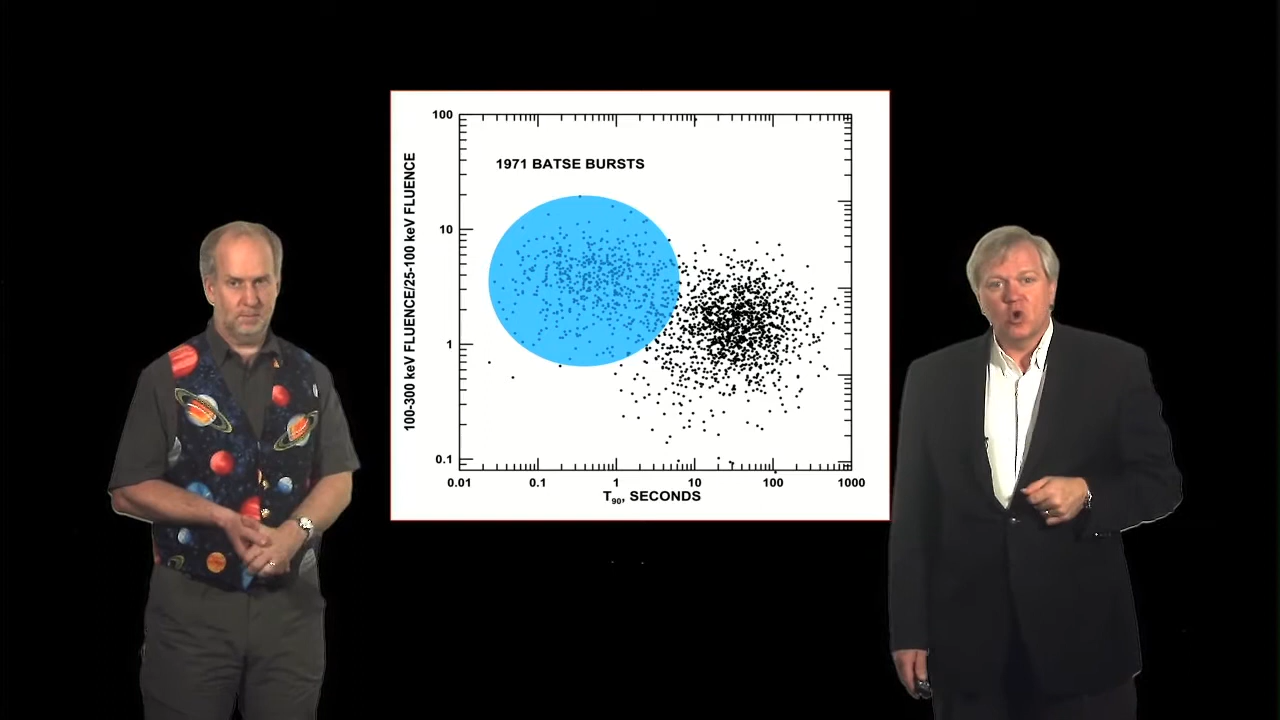 100
1971 BATSE BURSTS
10
1
0.1
100-300 keV FLUENCE/25-100 keV FLUENCE
0.01 0.1 1 10 100 1000
T90, SECONDS